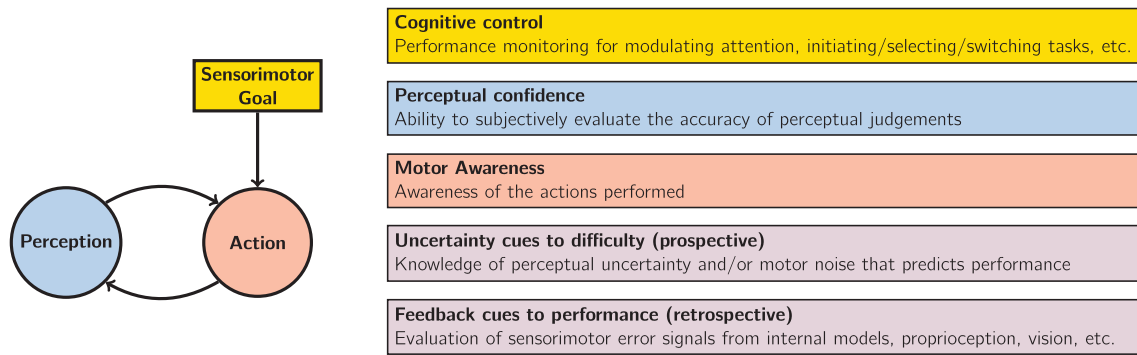 Sensorimotor
Goal
Perception
Action
Cognitive control
Performance monitoring for modulating attention, initiating/selecting/switching tasks, etc.
Perceptual confidence
Ability to subjectively evaluate the accuracy of perceptual judgements
Motor Awareness
Awareness of the actions performed
Uncertainty cues to difficulty (prospective)
Knowledge of perceptual uncertainty and/or motor noise that predicts performance
Feedback cues to performance (retrospective)
Evaluation of sensorimotor error signals from internal models, proprioception, vision, etc.